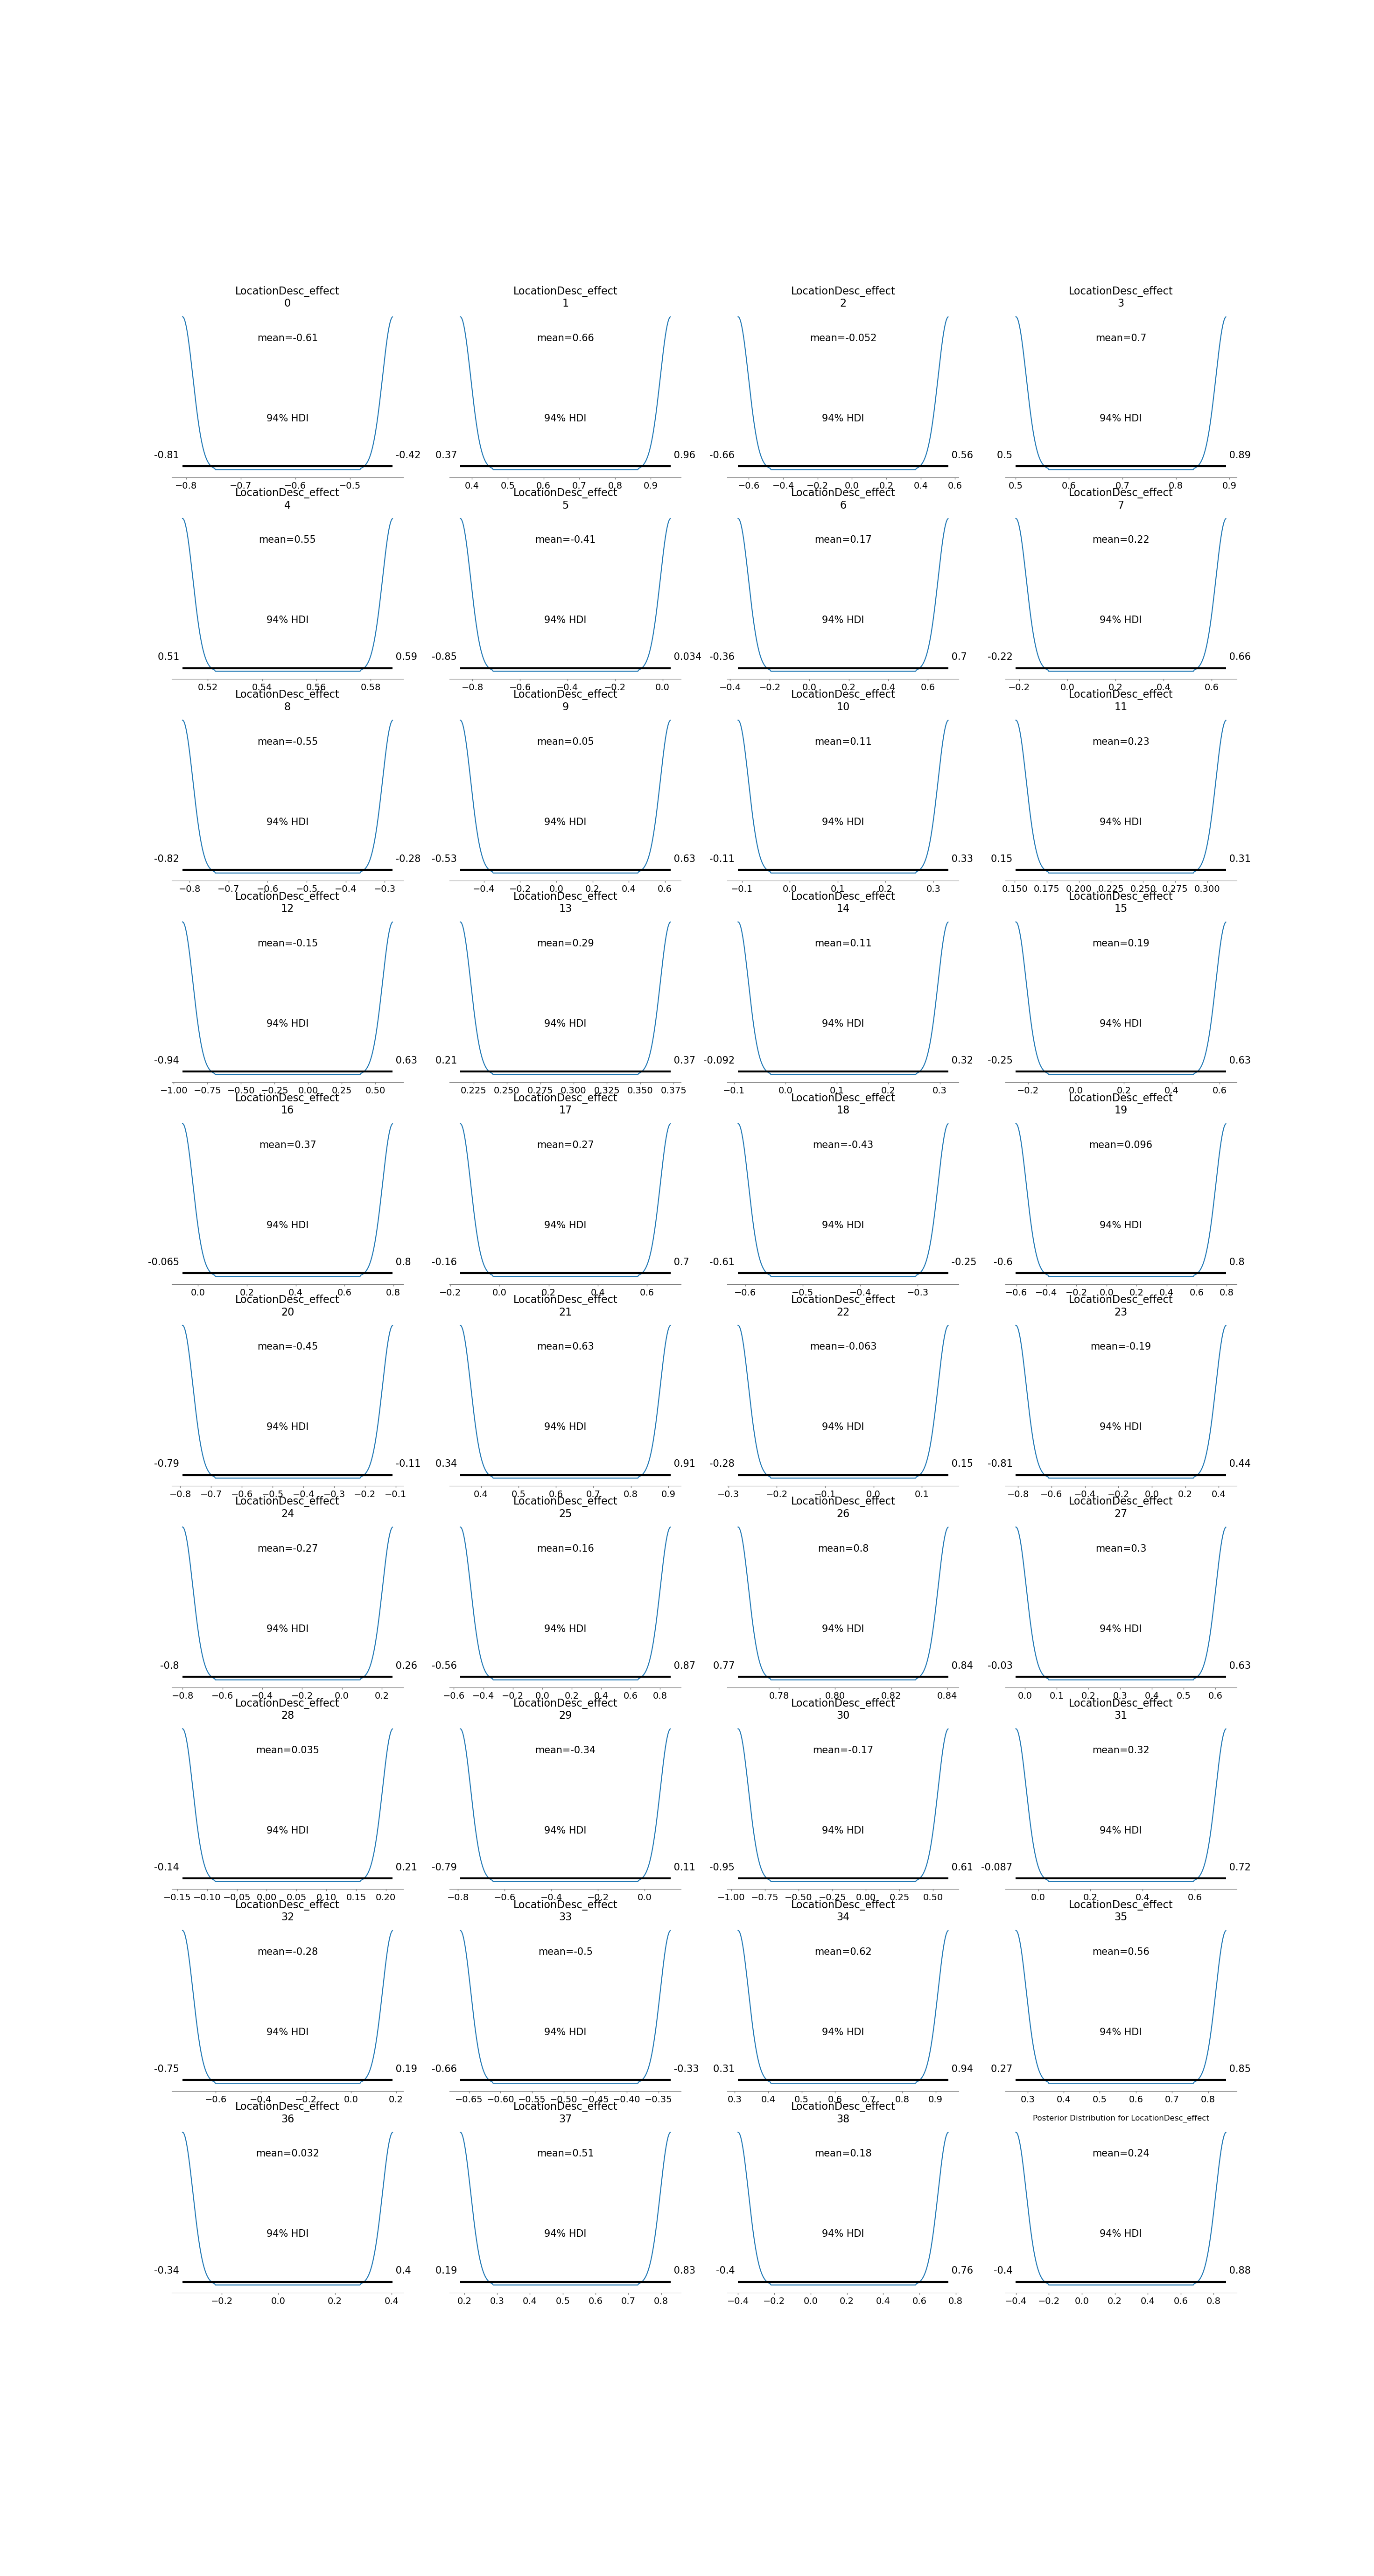 LocationDesc_effect LocationDesc_effect LocationDesc_effect LocationDesc_effect
0 1 2 3
mean=-0.61 mean=0.66 mean=-0.052 mean=0.7
94% HDI 94% HDI 94% HDI 94% HDI
-0.81 -0.42 0.37 0.96 -0.66 0.56 0.5 0.89
−0.8 −0.7 −0.6 −0.5 0.4 0.5 0.6 0.7 0.8 0.9 −0.6 −0.4 −0.2 0.0 0.2 0.4 0.6 0.5 0.6 0.7 0.8 0.9
LocationDesc_effect LocationDesc_effect LocationDesc_effect LocationDesc_effect
4 5 6 7
mean=0.55 mean=-0.41 mean=0.17 mean=0.22
94% HDI 94% HDI 94% HDI 94% HDI
0.51 0.59 -0.85 0.034 -0.36 0.7 -0.22 0.66
0.52 0.54 0.56 0.58 −0.8 −0.6 −0.4 −0.2 0.0 −0.4 −0.2 0.0 0.2 0.4 0.6 −0.2 0.0 0.2 0.4 0.6
LocationDesc_effect LocationDesc_effect LocationDesc_effect LocationDesc_effect
8 9 10 11
mean=-0.55 mean=0.05 mean=0.11 mean=0.23
94% HDI 94% HDI 94% HDI 94% HDI
-0.82 -0.28 -0.53 0.63 -0.11 0.33 0.15 0.31
−0.8 −0.7 −0.6 −0.5 −0.4 −0.3 −0.4 −0.2 0.0 0.2 0.4 0.6 −0.1 0.0 0.1 0.2 0.3 0.150 0.175 0.200 0.225 0.250 0.275 0.300
LocationDesc_effect LocationDesc_effect LocationDesc_effect LocationDesc_effect
12 13 14 15
mean=-0.15 mean=0.29 mean=0.11 mean=0.19
94% HDI 94% HDI 94% HDI 94% HDI
-0.94 0.63 0.21 0.37 -0.092 0.32 -0.25 0.63
−1.00 −0.75 −0.50 −0.25 0.00 0.25 0.50 0.225 0.250 0.275 0.300 0.325 0.350 0.375 −0.1 0.0 0.1 0.2 0.3 −0.2 0.0 0.2 0.4 0.6
LocationDesc_effect LocationDesc_effect LocationDesc_effect LocationDesc_effect
16 17 18 19
mean=0.37 mean=0.27 mean=-0.43 mean=0.096
94% HDI 94% HDI 94% HDI 94% HDI
-0.065 0.8 -0.16 0.7 -0.61 -0.25 -0.6 0.8
0.0 0.2 0.4 0.6 0.8 −0.2 0.0 0.2 0.4 0.6 −0.6 −0.5 −0.4 −0.3 −0.6 −0.4 −0.2 0.0 0.2 0.4 0.6 0.8
LocationDesc_effect LocationDesc_effect LocationDesc_effect LocationDesc_effect
20 21 22 23
mean=-0.45 mean=0.63 mean=-0.063 mean=-0.19
94% HDI 94% HDI 94% HDI 94% HDI
-0.79 -0.11 0.34 0.91 -0.28 0.15 -0.81 0.44
−0.8 −0.7 −0.6 −0.5 −0.4 −0.3 −0.2 −0.1 0.4 0.5 0.6 0.7 0.8 0.9 −0.3 −0.2 −0.1 0.0 0.1 −0.8 −0.6 −0.4 −0.2 0.0 0.2 0.4
LocationDesc_effect LocationDesc_effect LocationDesc_effect LocationDesc_effect
24 25 26 27
mean=-0.27 mean=0.16 mean=0.8 mean=0.3
94% HDI 94% HDI 94% HDI 94% HDI
-0.8 0.26 -0.56 0.87 0.77 0.84 -0.03 0.63
−0.8 −0.6 −0.4 −0.2 0.0 0.2 −0.6 −0.4 −0.2 0.0 0.2 0.4 0.6 0.8 0.78 0.80 0.82 0.84 0.0 0.1 0.2 0.3 0.4 0.5 0.6
LocationDesc_effect LocationDesc_effect LocationDesc_effect LocationDesc_effect
28 29 30 31
mean=0.035 mean=-0.34 mean=-0.17 mean=0.32
94% HDI 94% HDI 94% HDI 94% HDI
-0.14 0.21 -0.79 0.11 -0.95 0.61 -0.087 0.72
−0.15 −0.10 −0.05 0.00 0.05 0.10 0.15 0.20 −0.8 −0.6 −0.4 −0.2 0.0 −1.00 −0.75 −0.50 −0.25 0.00 0.25 0.50 0.0 0.2 0.4 0.6
LocationDesc_effect LocationDesc_effect LocationDesc_effect LocationDesc_effect
32 33 34 35
mean=-0.28 mean=-0.5 mean=0.62 mean=0.56
94% HDI 94% HDI 94% HDI 94% HDI
-0.75 0.19 -0.66 -0.33 0.31 0.94 0.27 0.85
−0.6 −0.4 −0.2 0.0 0.2 −0.65 −0.60 −0.55 −0.50 −0.45 −0.40 −0.35 0.3 0.4 0.5 0.6 0.7 0.8 0.9 0.3 0.4 0.5 0.6 0.7 0.8
LocationDesc_effect LocationDesc_effect LocationDesc_effect
36 37 38 Posterior Distribution for LocationDesc_effect
mean=0.032 mean=0.51 mean=0.18 mean=0.24
94% HDI 94% HDI 94% HDI 94% HDI
-0.34 0.4 0.19 0.83 -0.4 0.76 -0.4 0.88
−0.2 0.0 0.2 0.4 0.2 0.3 0.4 0.5 0.6 0.7 0.8 −0.4 −0.2 0.0 0.2 0.4 0.6 0.8 −0.4 −0.2 0.0 0.2 0.4 0.6 0.8